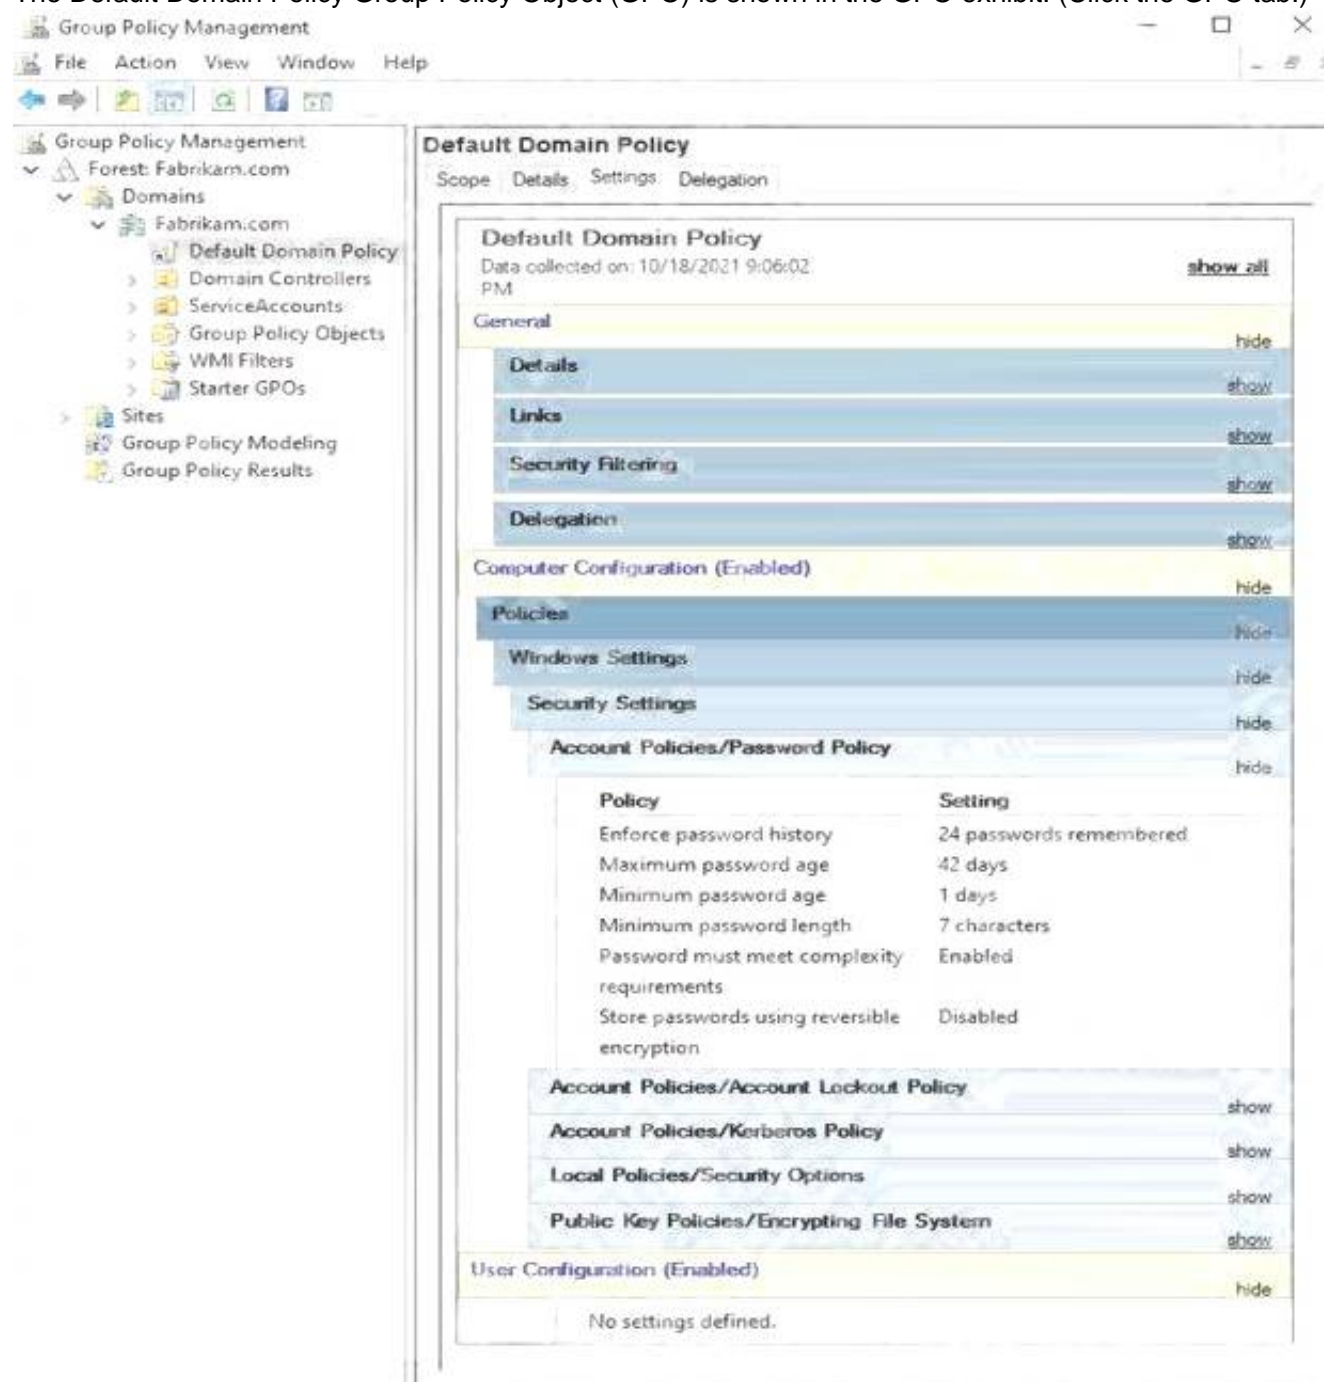 The Default Domain Policy Group Policy Object (GPO) is shown in the GPO exhibit. (Click the GPO tab.)
Group Policy Management
File Action View Window Help
Group Policy Management
Forest: Fabrikam.com
Domains
Fabrikam.com
Default Domain Policy
Domain Controllers
ServiceAccounts
Group Policy Objects
WMI Filters
Starter GPOs
Sites
Group Policy Modeling
Group Policy Results
Default Domain Policy
Scope Details Settings Delegation
Default Domain Policy
Data collected on: 10/18/2021 9:06:02
PM
show all
General
hide
Details
show
Links
show
Security Filtering
show
Delegation
show
Computer Configuration (Enabled)
hide
Policies
hide
Windows Settings
hide
Security Settings
hide
Account Policies/Password Policy
hide
Policy Setting
Enforce password history 24 passwords remembered
Maximum password age 42 days
Minimum password age 1 days
Minimum password length 7 characters
Password must meet complexity Enabled
requirements
Store passwords using reversible Disabled
encryption
Account Policies/Account Lockout Policy
show
Account Policies/Kerberos Policy
show
Local Policies/Security Options
show
Public Key Policies/Encrypting File System
show
User Configuration (Enabled)
hide
No settings defined.